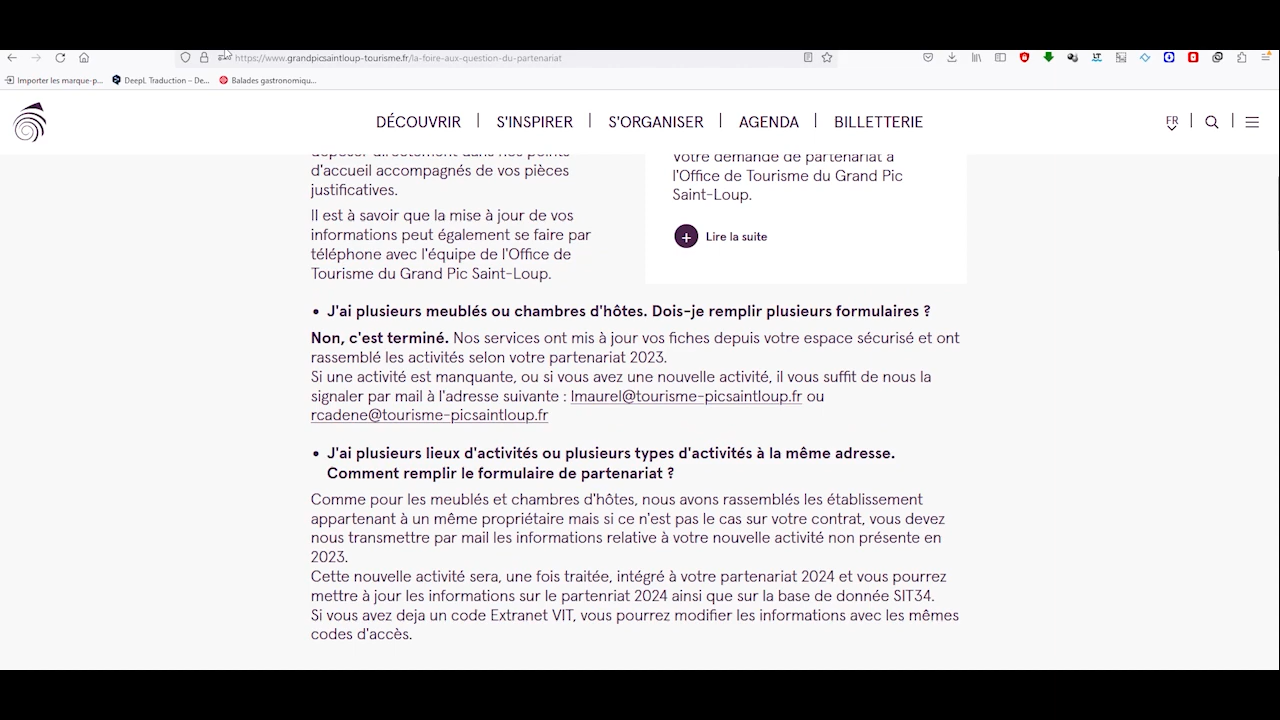 https://www.grandpicsaintloup-tourisme.fr/la-foire-aux-question-du-partenariat
Importer les marque-p...
DeepL Traduction – De...
Balades gastronomiqu...
DÉCOUVRIR
S'INSPIRER
S'ORGANISER
AGENDA
BILLETTERIE
FR
déposer directement dans nos points
d'accueil accompagnés de vos pièces
justificatives.
Il est à savoir que la mise à jour de vos
informations peut également se faire par
téléphone avec l'équipe de l'Office de
Tourisme du Grand Pic Saint-Loup.
Votre demande de partenariat à
l'Office de Tourisme du Grand Pic
Saint-Loup.
+ Lire la suite
• J'ai plusieurs meublés ou chambres d'hôtes. Dois-je remplir plusieurs formulaires ?
Non, c'est terminé. Nos services ont mis à jour vos fiches depuis votre espace sécurisé et ont
rassemblé les activités selon votre partenariat 2023.
Si une activité est manquante, ou si vous avez une nouvelle activité, il vous suffit de nous la
signaler par mail à l'adresse suivante : lmaurel@tourisme-picsaintloup.fr ou
rcadene@tourisme-picsaintloup.fr
• J'ai plusieurs lieux d'activités ou plusieurs types d'activités à la même adresse.
Comment remplir le formulaire de partenariat ?
Comme pour les meublés et chambres d'hôtes, nous avons rassemblés les établissement
appartenant à un même propriétaire mais si ce n'est pas le cas sur votre contrat, vous devez
nous transmettre par mail les informations relative à votre nouvelle activité non présente en
2023.
Cette nouvelle activité sera, une fois traitée, intégré à votre partenariat 2024 et vous pourrez
mettre à jour les informations sur le partenriat 2024 ainsi que sur la base de donnée SIT34.
Si vous avez deja un code Extranet VIT, vous pourrez modifier les informations avec les mêmes
codes d'accès.